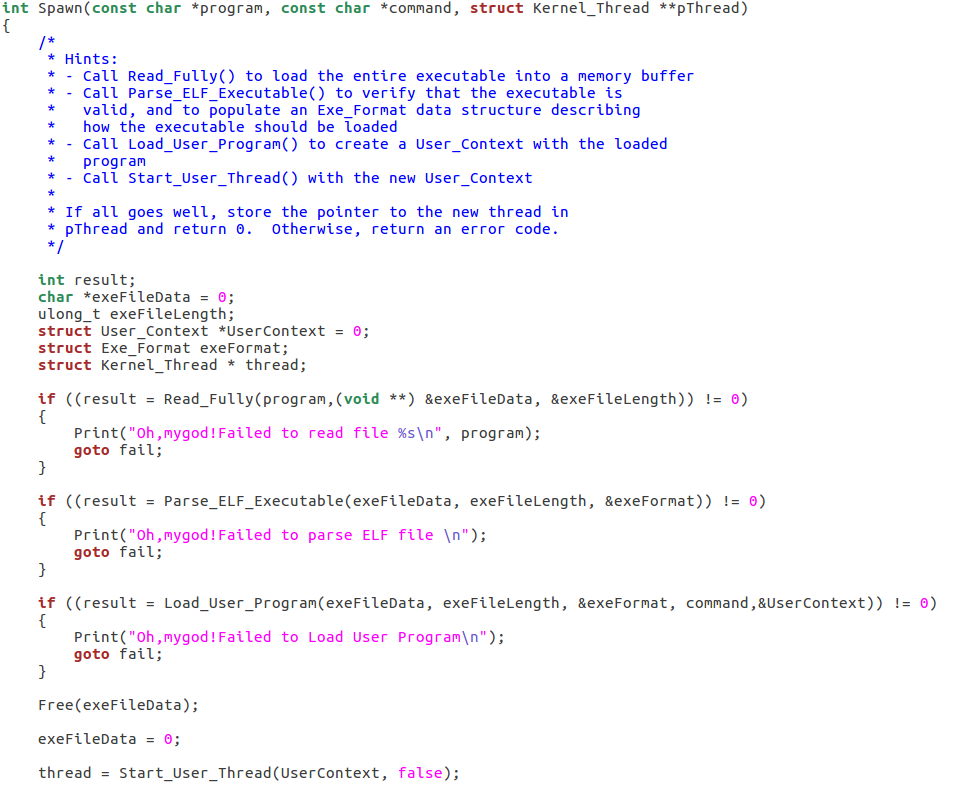 int Spawn(const char *program, const char *command, struct Kernel_Thread **pThread)
{
    /*
     * Hints:
     * - Call Read_Fully() to load the entire executable into a memory buffer
     * - Call Parse_ELF_Executable() to verify that the executable is
     *   valid, and to populate an Exe_Format data structure describing
     *   how the executable should be loaded
     * - Call Load_User_Program() to create a User_Context with the loaded
     *   program
     * - Call Start_User_Thread() with the new User_Context
     *
     * If all goes well, store the pointer to the new thread in
     * pThread and return 0.  Otherwise, return an error code.
     */

    int result;
    char *exeFileData = 0;
    ulong_t exeFileLength;
    struct User_Context *UserContext = 0;
    struct Exe_Format exeFormat;
    struct Kernel_Thread * thread;

    if ((result = Read_Fully(program,(void **) &exeFileData, &exeFileLength)) != 0)
    {
        Print("Oh,mygod!Failed to read file %s\n", program);
        goto fail;
    }

    if ((result = Parse_ELF_Executable(exeFileData, exeFileLength, &exeFormat)) != 0)
    {
        Print("Oh,mygod!Failed to parse ELF file \n");
        goto fail;
    }

    if ((result = Load_User_Program(exeFileData, exeFileLength, &exeFormat, command,&UserContext)) != 0)
    {
        Print("Oh,mygod!Failed to Load User Program\n");
        goto fail;
    }

    Free(exeFileData);

    exeFileData = 0;

    thread = Start_User_Thread(UserContext, false);